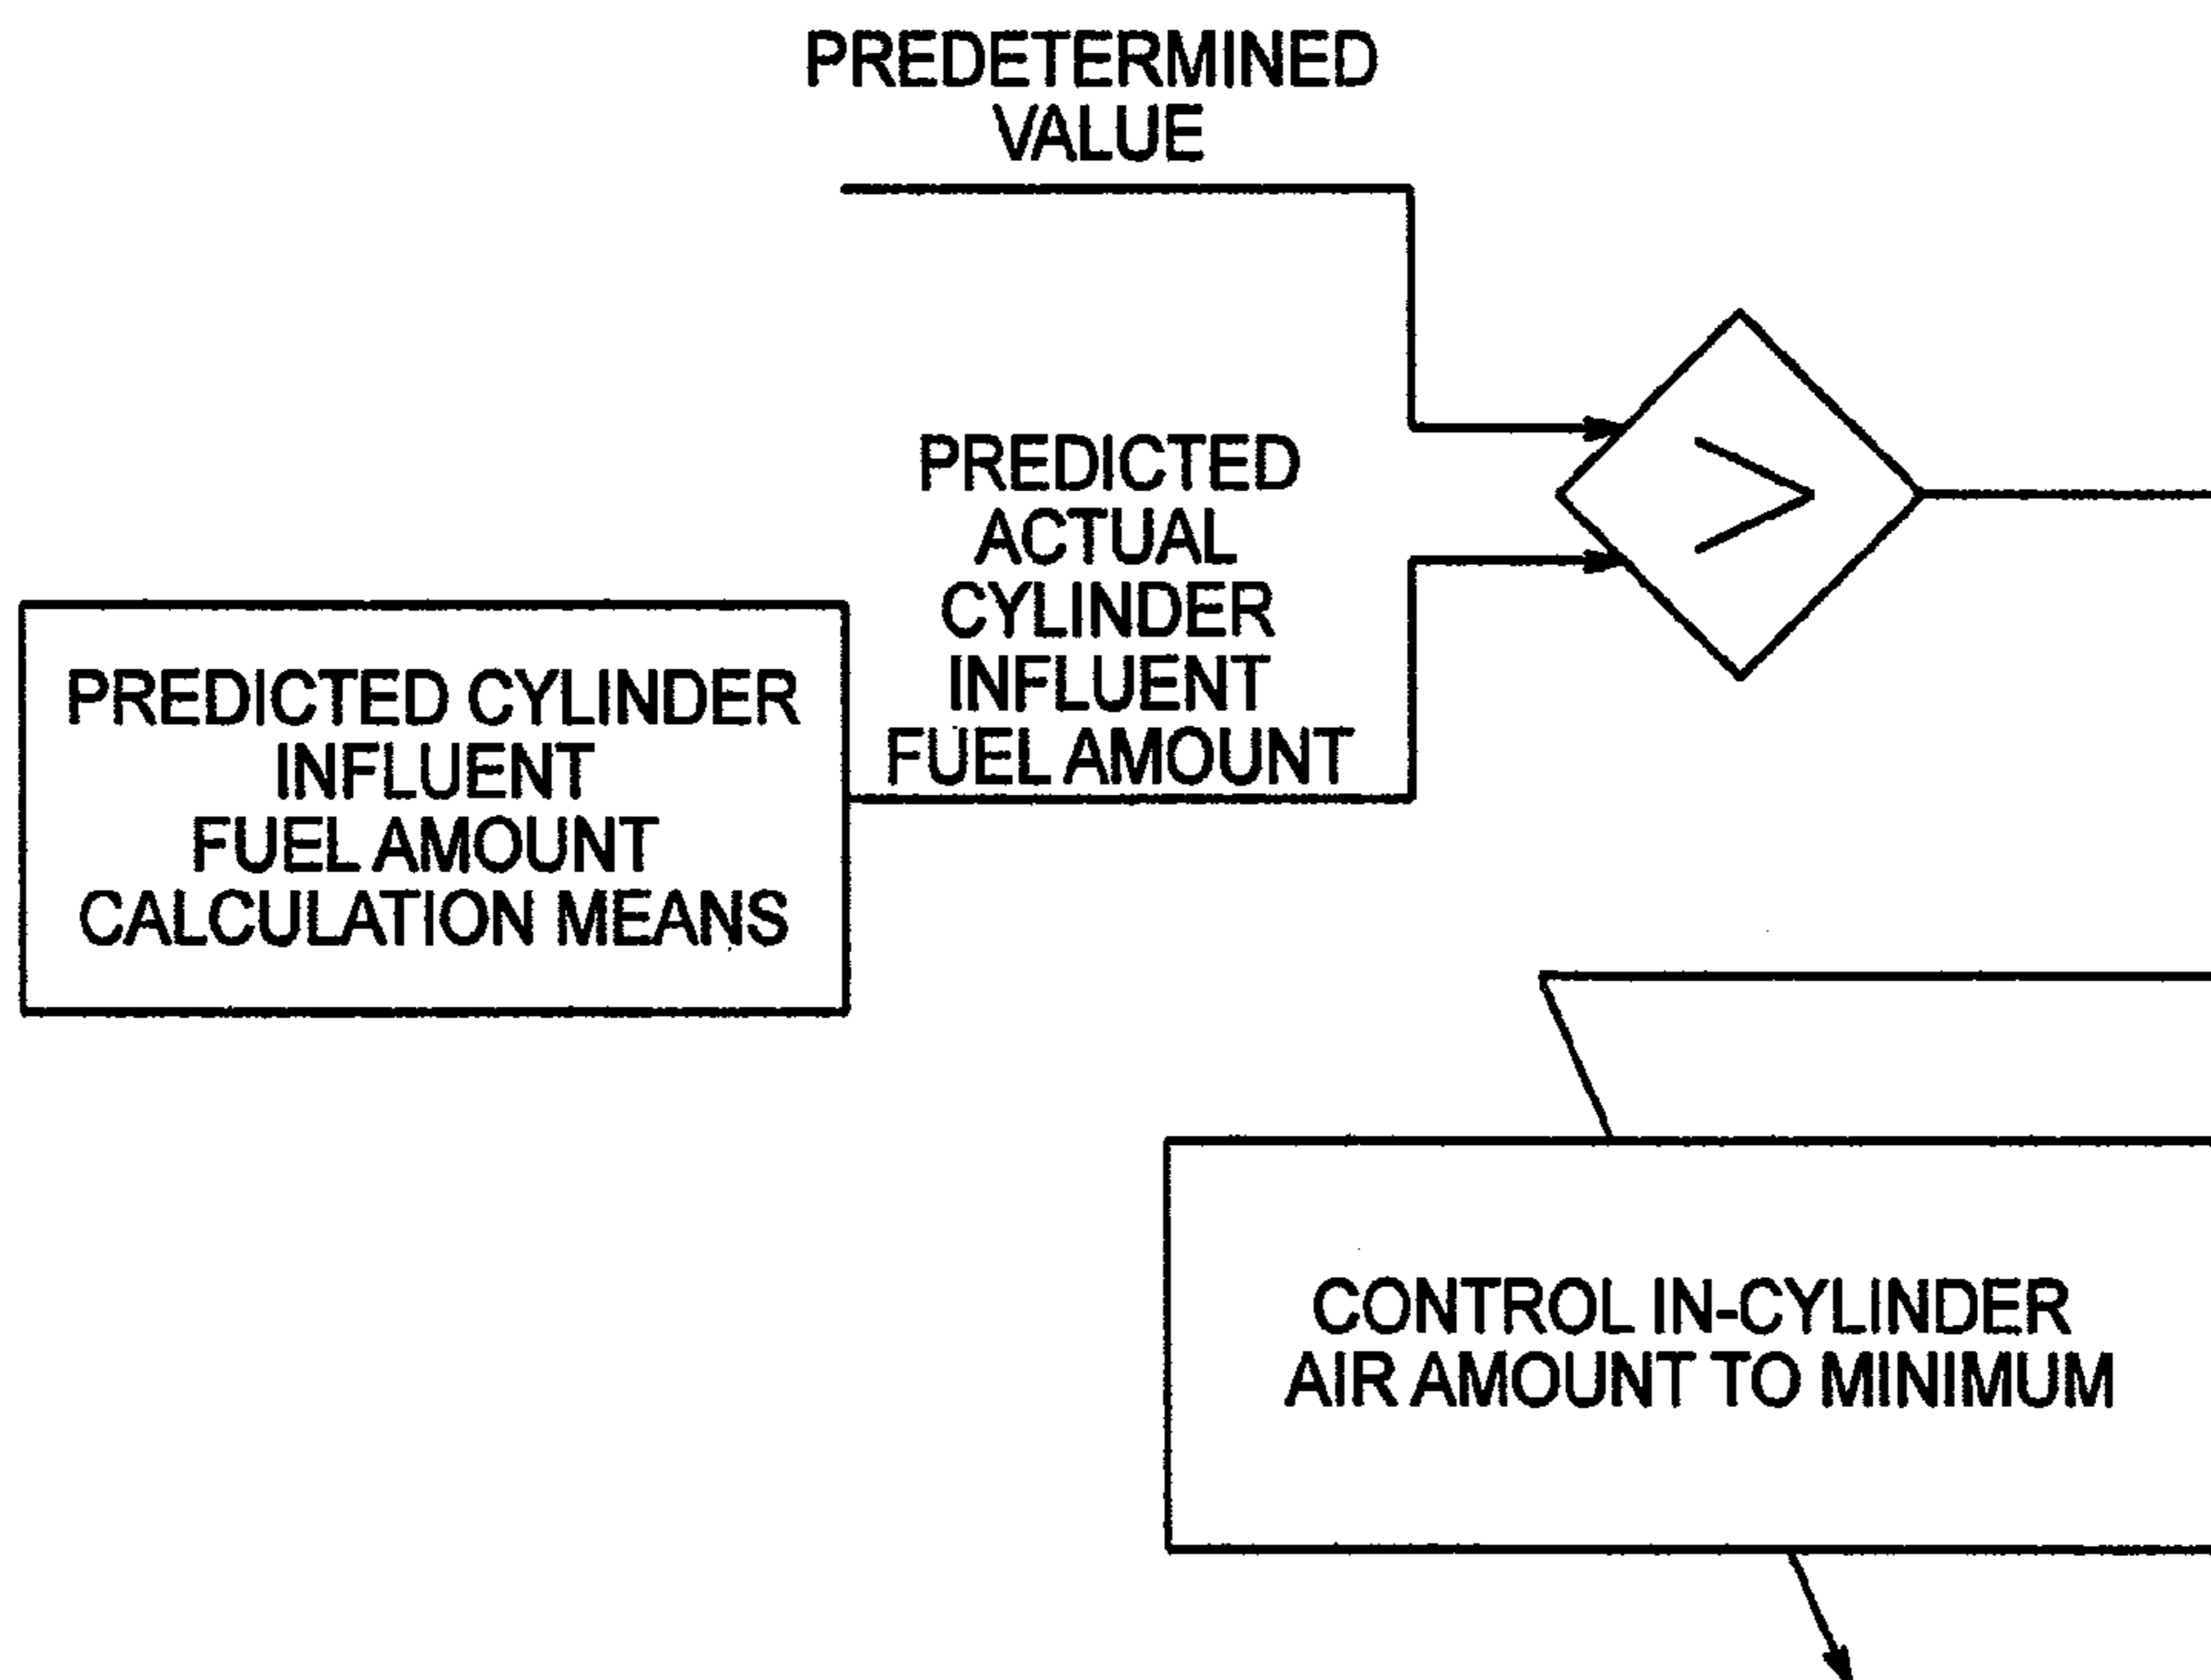 PREDETERMINED
VALUE
>
PREDICTED
ACTUAL
CYLINDER
INFLUENT
FUEL AMOUNT
PREDICTED CYLINDER
INFLUENT
FUEL AMOUNT
CALCULATION MEANS
CONTROL IN-CYLINDER
AIR AMOUNT TO MINIMUM